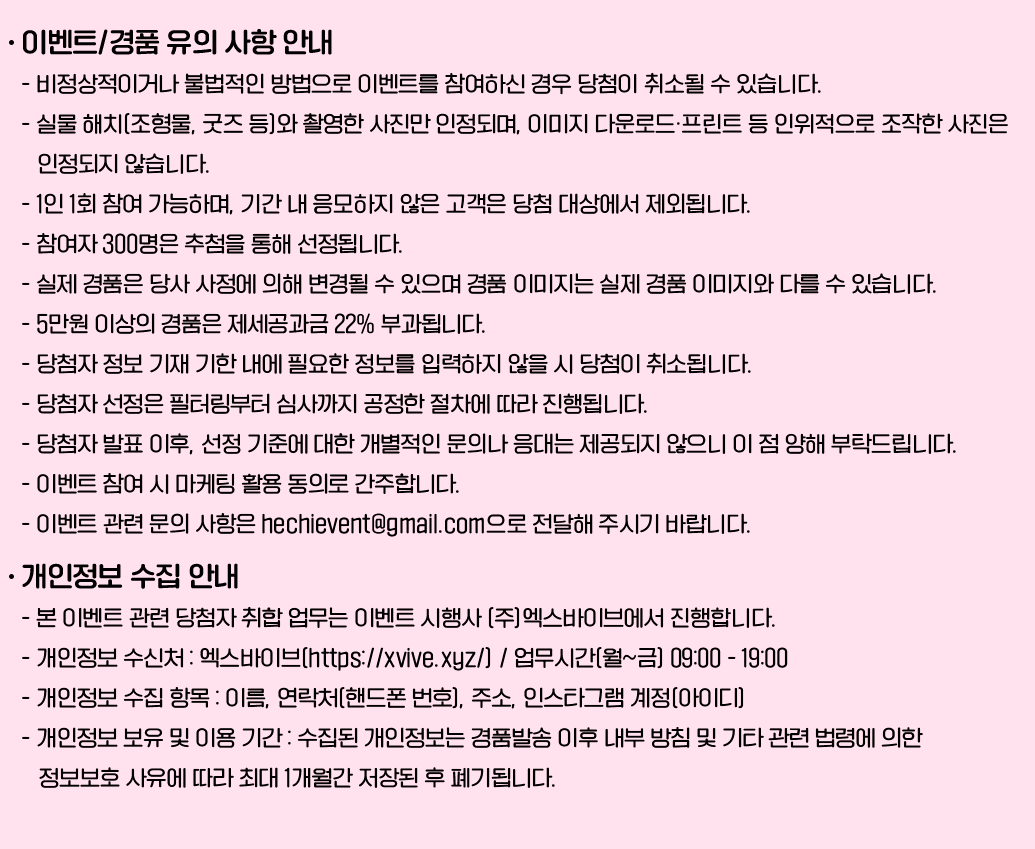 · 이벤트/경품 유의 사항 안내
- 비정상적이거나 불법적인 방법으로 이벤트를 참여하신 경우 당첨이 취소될 수 있습니다.
- 실물 해치(조형물, 굿즈 등)와 촬영한 사진만 인정되며, 이미지 다운로드·프린트 등 인위적으로 조작한 사진은
인정되지 않습니다.
- 1인 1회 참여 가능하며, 기간 내 응모하지 않은 고객은 당첨 대상에서 제외됩니다.
- 참여자 300명은 추첨을 통해 선정됩니다.
- 실제 경품은 당사 사정에 의해 변경될 수 있으며 경품 이미지는 실제 경품 이미지와 다를 수 있습니다.
- 5만원 이상의 경품은 제세공과금 22% 부과됩니다.
- 당첨자 정보 기재 기한 내에 필요한 정보를 입력하지 않을 시 당첨이 취소됩니다.
- 당첨자 선정은 필터링부터 심사까지 공정한 절차에 따라 진행됩니다.
- 당첨자 발표 이후, 선정 기준에 대한 개별적인 문의나 응대는 제공되지 않으니 이 점 양해 부탁드립니다.
- 이벤트 참여 시 마케팅 활용 동의로 간주합니다.
- 이벤트 관련 문의 사항은 hechievent@gmail.com으로 전달해 주시기 바랍니다.
· 개인정보 수집 안내
- 본 이벤트 관련 당첨자 취합 업무는 이벤트 시행사 (주)엑스바이브에서 진행합니다.
- 개인정보 수신처 : 엑스바이브(https://xvive.xyz/) / 업무시간(월~금) 09:00 - 19:00
- 개인정보 수집 항목 : 이름, 연락처(핸드폰 번호), 주소, 인스타그램 계정(아이디)
- 개인정보 보유 및 이용 기간 : 수집된 개인정보는 경품발송 이후 내부 방침 및 기타 관련 법령에 의한
정보보호 사유에 따라 최대 1개월간 저장된 후 폐기됩니다.